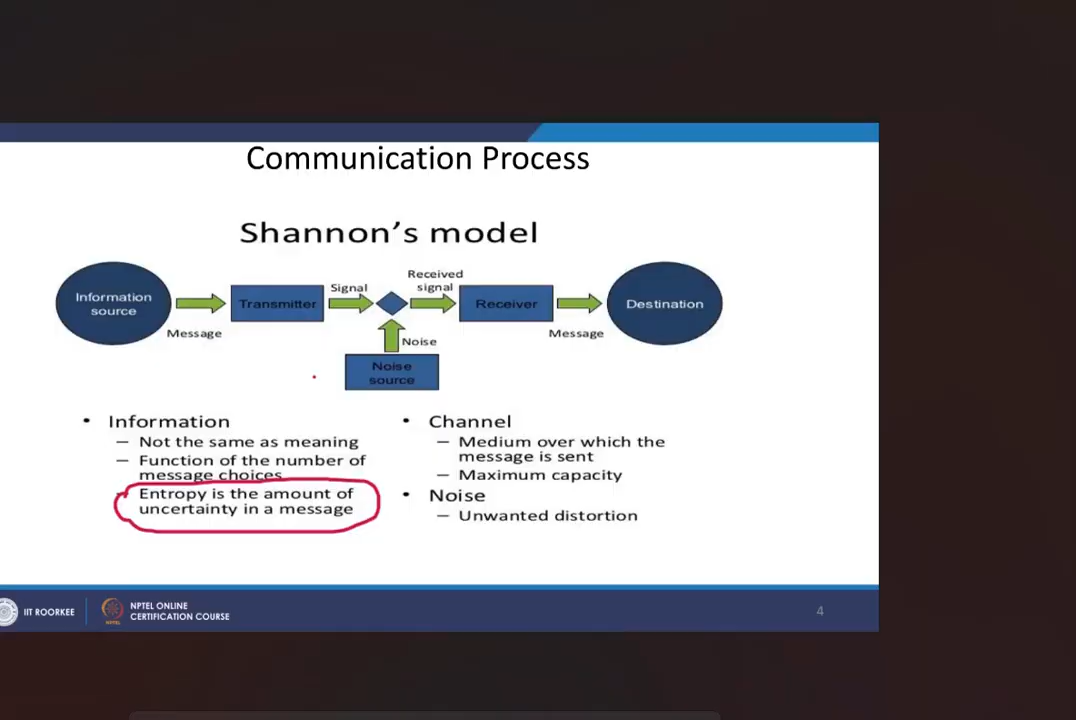 Communication Process
Shannon's model
Information
source
Message
Transmitter
Signal
Received
signal
Noise
Noise
source
Receiver
Message
Destination
• Information
– Not the same as meaning
– Function of the number of
message choices
– Entropy is the amount of
uncertainty in a message
• Channel
– Medium over which the
message is sent
– Maximum capacity
• Noise
– Unwanted distortion
IIT ROORKEE
NPTEL ONLINE
CERTIFICATION COURSE
4